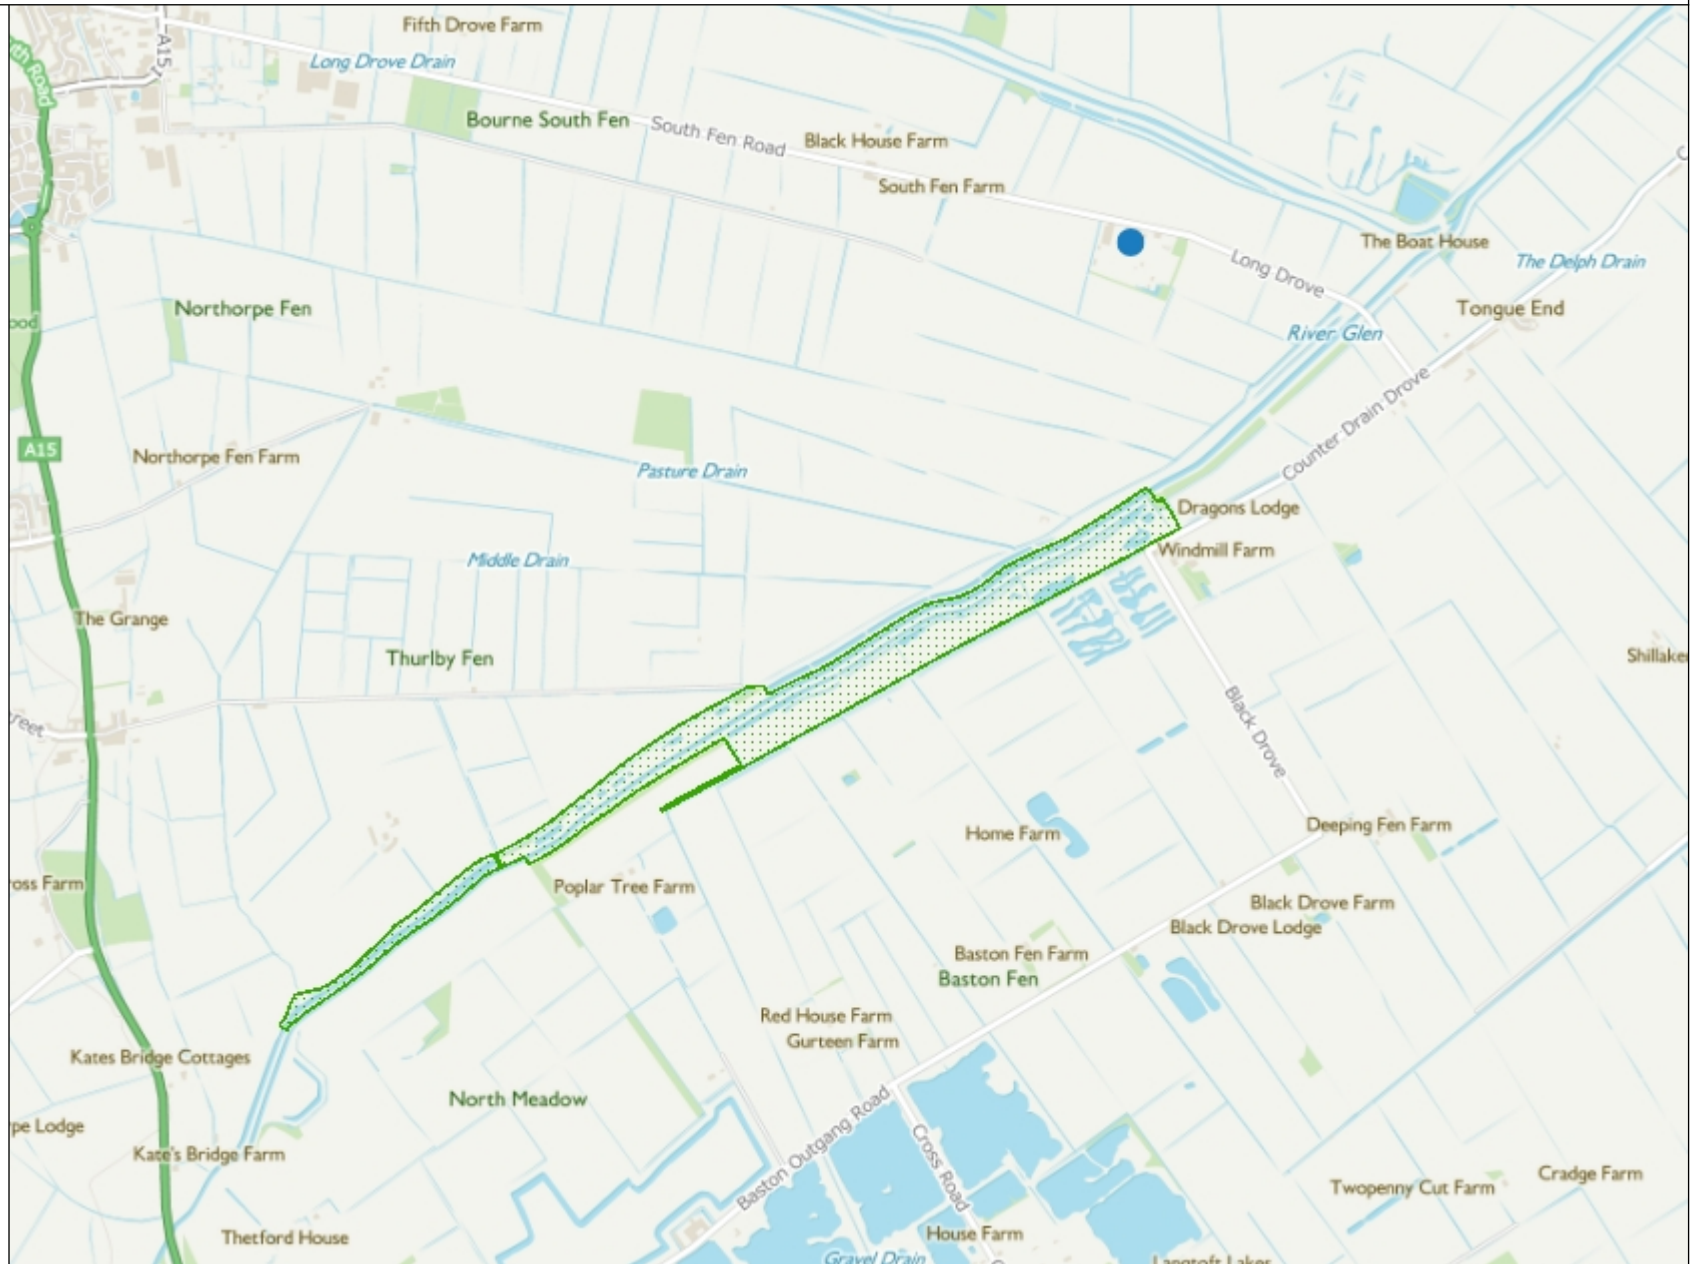 Fifth Drove Farm
A15
Long Drove Drain
Bourne South Fen
South Fen Road
Black House Farm
South Fen Farm
The Boat House
The Delph Drain
Long Drove
Northorpe Fen
Tongue End
River Glen
Counter Drain Drove
A15
Northorpe Fen Farm
Pasture Drain
Dragons Lodge
Windmill Farm
Middle Drain
The Grange
Thurlby Fen
Shillake
reet
Black Drove
Home Farm
Deeping Fen Farm
oss Farm
Poplar Tree Farm
Black Drove Farm
Black Drove Lodge
Baston Fen Farm
Baston Fen
Red House Farm
Gurteen Farm
Kates Bridge Cottages
North Meadow
pe Lodge
Kate's Bridge Farm
Baston Outgang Road
Cross Road
Cradge Farm
Twopenny Cut Farm
House Farm
Thetford House
Gravel Drain
Langtoft Lakes